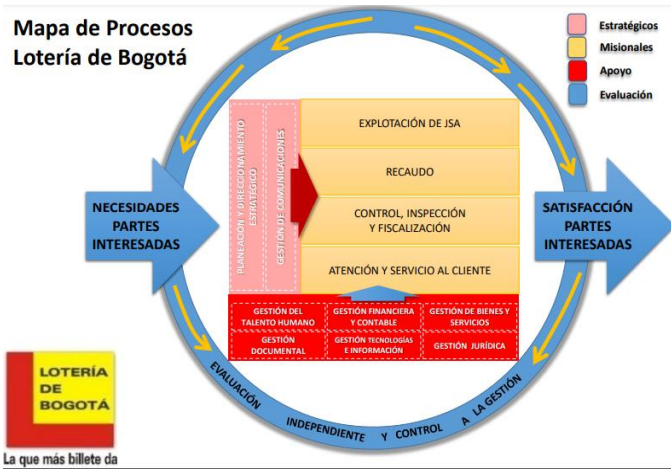 Mapa de Procesos
Lotería de Bogotá
Estratégicos
Misionales
Apoyo
Evaluación
NECESIDADES
PARTES
INTERESADAS
PLANEACIÓN Y DIRECCIONAMIENTO
ESTRATÉGICO
GESTIÓN DE COMUNICACIONES
EXPLOTACIÓN DE JSA
RECAUDO
CONTROL, INSPECCIÓN
Y FISCALIZACIÓN
ATENCIÓN Y SERVICIO AL CLIENTE
SATISFACCIÓN
PARTES
INTERESADAS
GESTIÓN DEL
TALENTO HUMANO
GESTIÓN FINANCIERA
Y CONTABLE
GESTIÓN DE BIENES Y
SERVICIOS
GESTIÓN
DOCUMENTAL
GESTIÓN TECNOLOGÍAS
E INFORMACIÓN
GESTIÓN JURÍDICA
EVALUACIÓN INDEPENDIENTE Y CONTROL A LA GESTIÓN
LOTERÍA
DE
BOGOTÁ
La que más billete da